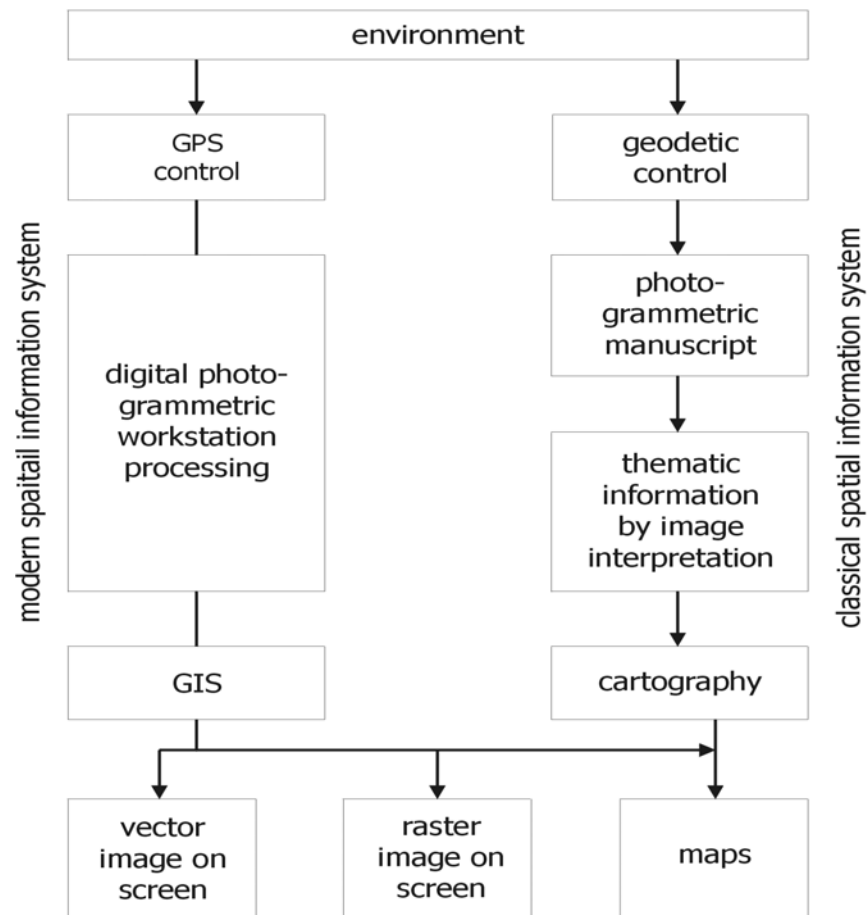 environment
GPS
control
geodetic
control
modern spaitail information system
classical spatial information system
digital photo-
grammetric
workstation
processing
photo-
grammetric
manuscript
thematic
information
by image
interpretation
GIS
cartography
vector
image on
screen
raster
image on
screen
maps